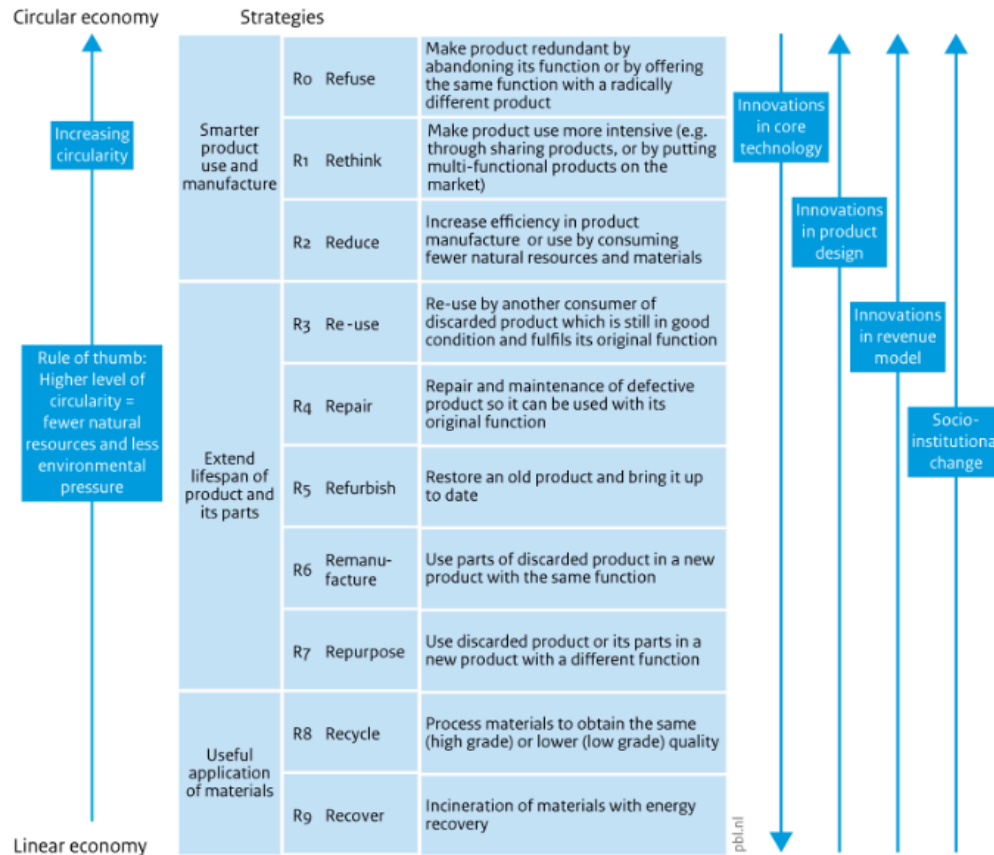 Circular economy
Strategies
Increasing
circularity
Rule of thumb:
Higher level of
circularity =
fewer natural
resources and less
environmental
pressure
Linear economy
Smarter
product
use and
manufacture
R0 Refuse
Make product redundant by
abandoning its function or by offering
the same function with a radically
different product
R1 Rethink
Make product use more intensive (e.g.
through sharing products, or by putting
multi-functional products on the
market)
R2 Reduce
Increase efficiency in product
manufacture or use by consuming
fewer natural resources and materials
Extend
lifespan of
product and
its parts
R3 Re-use
Re-use by another consumer of
discarded product which is still in good
condition and fulfils its original function
R4 Repair
Repair and maintenance of defective
product so it can be used with its
original function
R5 Refurbish
Restore an old product and bring it up
to date
R6 Remanu-
facture
Use parts of discarded product in a new
product with the same function
R7 Repurpose
Use discarded product or its parts in a
new product with a different function
Useful
application
of materials
R8 Recycle
Process materials to obtain the same
(high grade) or lower (low grade) quality
R9 Recover
Incineration of materials with energy
recovery
pbl.nl
Innovations
in core
technology
Innovations
in product
design
Innovations
in revenue
model
Socio-
institutional
change